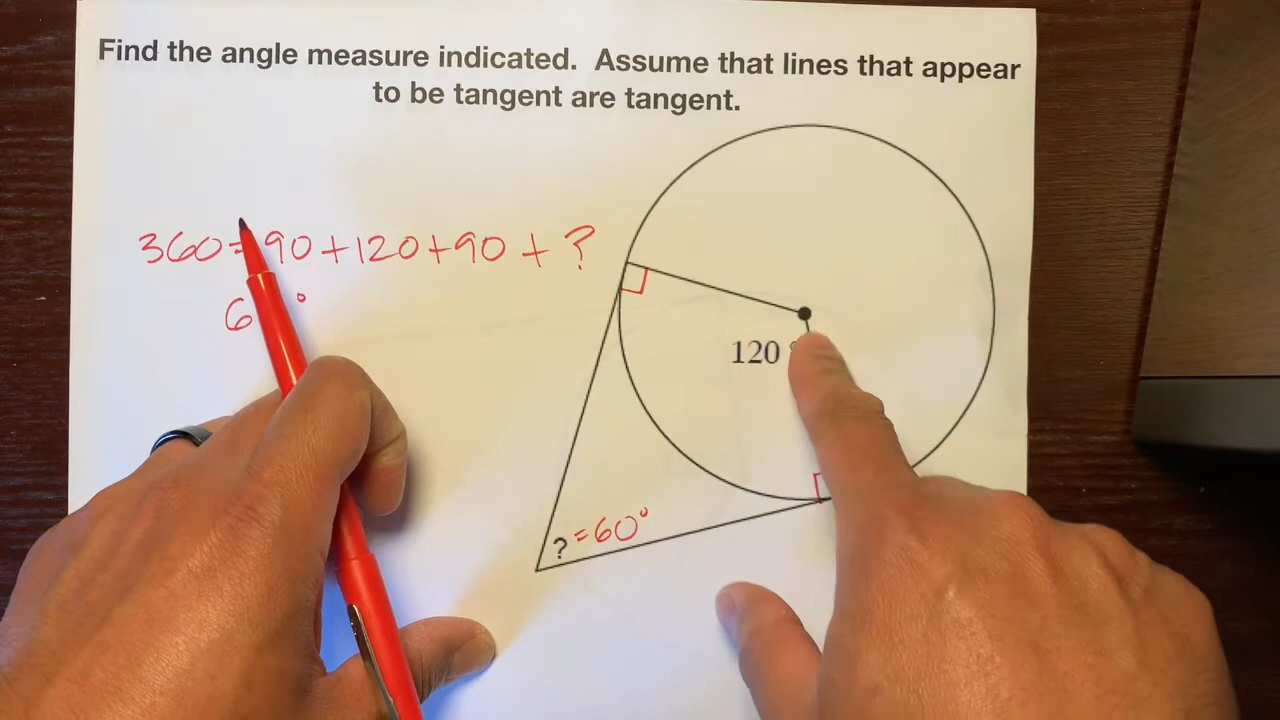 Find the angle measure indicated. Assume that lines that appear
to be tangent are tangent.
360 = 90 + 120 + 90 + ?
120 °
? = 60°